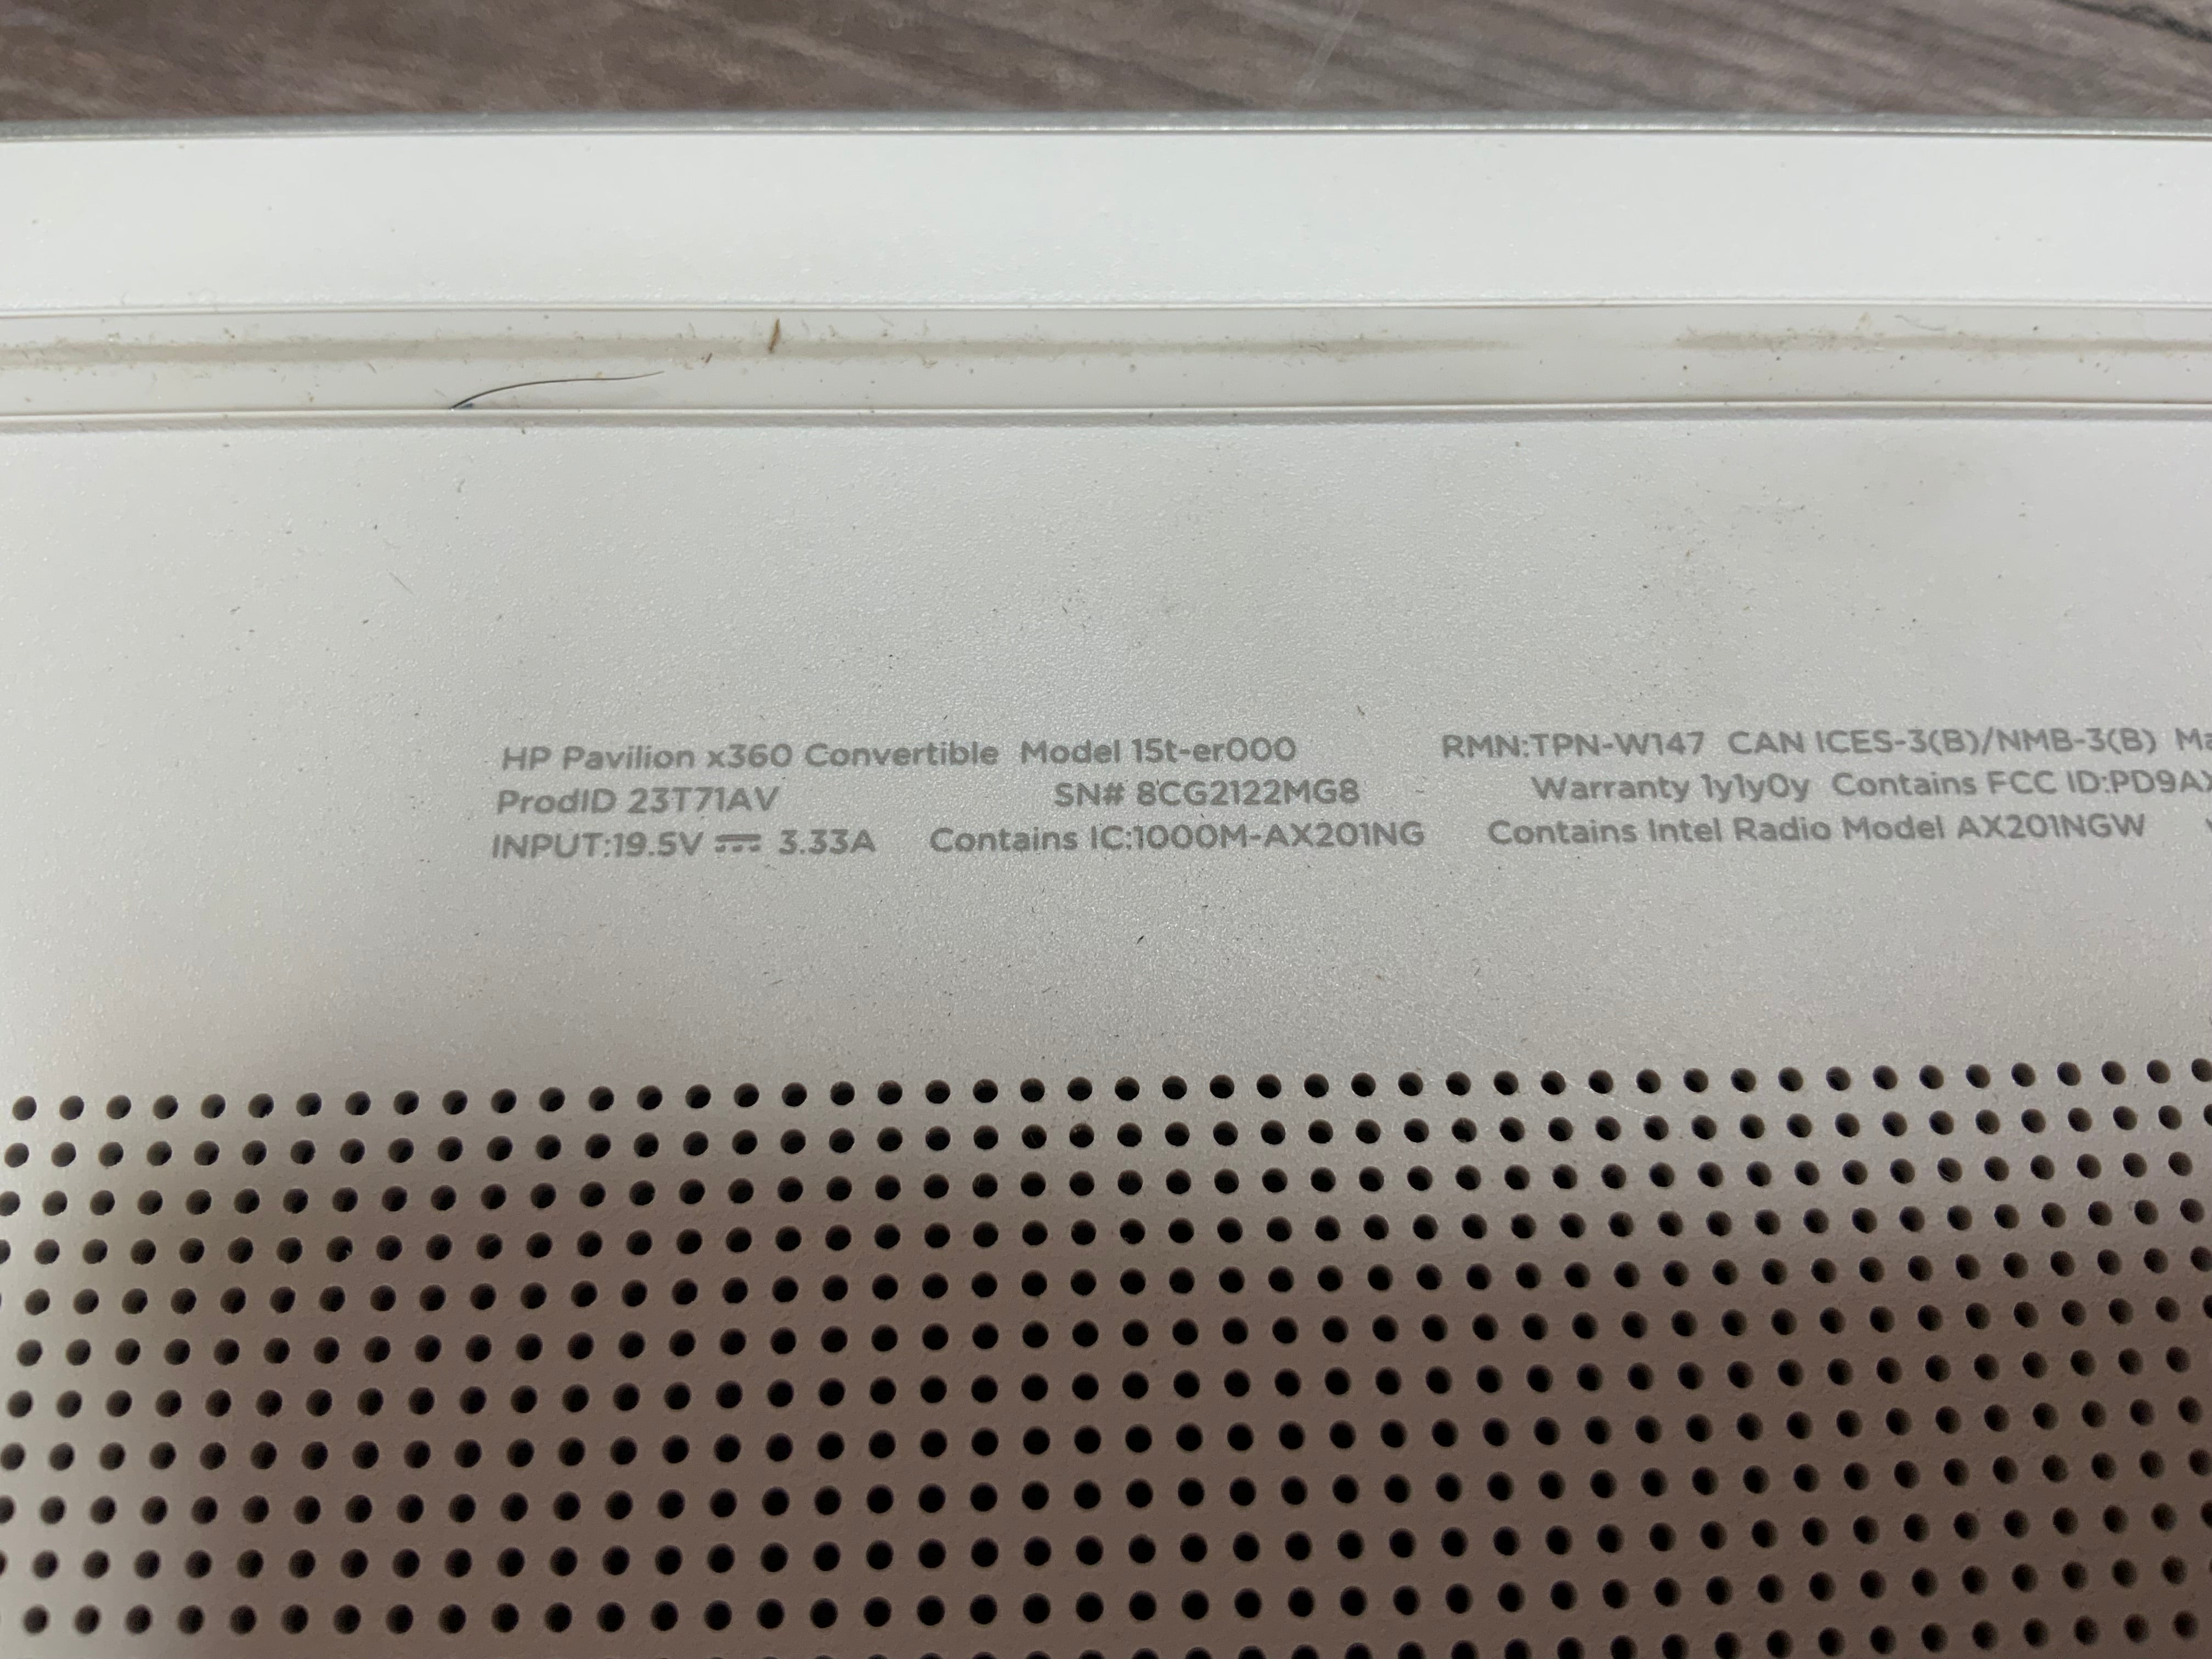 HP Pavilion x360 Convertible Model 15t-er000 RMN:TPN-W147 CAN ICES-3(B)/NMB-3(B)
ProdID 23T71AV SN# 8CG2122MG8 Warranty 1y1y0y Contains FCC ID:PD9AX
INPUT:19.5V ⎓ 3.33A Contains IC:1000M-AX201NG Contains Intel Radio Model AX201NGW